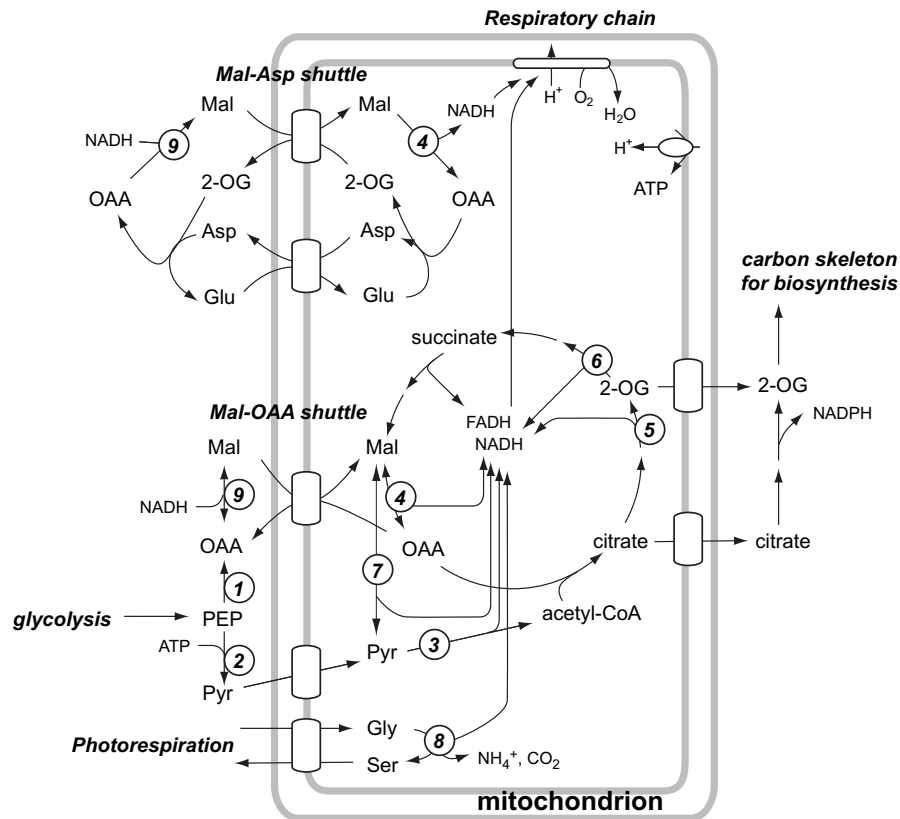 Respiratory chain
Mal-Asp shuttle
Mal
Mal
NADH
NADH
9
4
H+
O2
H2O
H+
ATP
OAA
2-OG
2-OG
OAA
Asp
Asp
Glu
Glu
carbon skeleton
for biosynthesis
succinate
6
2-OG
2-OG
NADPH
Mal-OAA shuttle
FADH
NADH
5
Mal
Mal
NADH
9
4
OAA
OAA
citrate
citrate
1
7
glycolysis
PEP
acetyl-CoA
ATP
2
Pyr
3
Pyr
Photorespiration
Gly
8
Ser
NH4+, CO2
mitochondrion